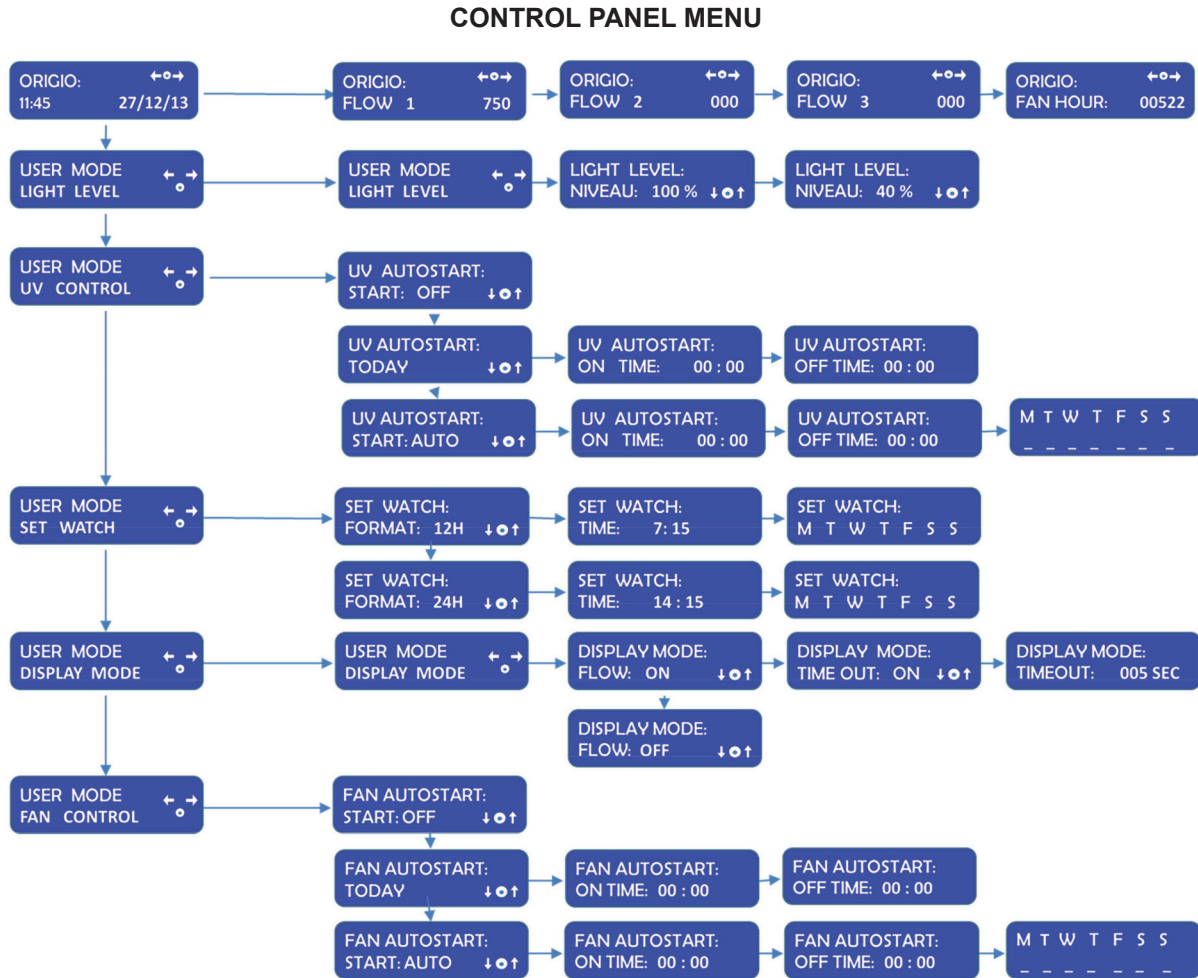 CONTROL PANEL MENU
ORIGIO: ←o→
11:45 27/12/13
ORIGIO: ←o→
FLOW 1 750
ORIGIO: ←o→
FLOW 2 000
ORIGIO: ←o→
FLOW 3 000
ORIGIO: ←o→
FAN HOUR: 00522
USER MODE ← →
LIGHT LEVEL o
USER MODE ← →
LIGHT LEVEL o
LIGHT LEVEL:
NIVEAU: 100 % ↓o↑
LIGHT LEVEL:
NIVEAU: 40 % ↓o↑
USER MODE ← →
UV CONTROL o
UV AUTOSTART:
START: OFF ↓o↑
UV AUTOSTART:
TODAY ↓o↑
UV AUTOSTART:
ON TIME: 00 : 00
UV AUTOSTART:
OFF TIME: 00 : 00
UV AUTOSTART:
START: AUTO ↓o↑
UV AUTOSTART:
ON TIME: 00 : 00
UV AUTOSTART:
OFF TIME: 00 : 00
M T W T F S S
_ _ _ _ _ _ _
USER MODE ← →
SET WATCH o
SET WATCH:
FORMAT: 12H ↓o↑
SET WATCH:
TIME: 7: 15
SET WATCH:
M T W T F S S
SET WATCH:
FORMAT: 24H ↓o↑
SET WATCH:
TIME: 14 : 15
SET WATCH:
M T W T F S S
USER MODE ← →
DISPLAY MODE o
USER MODE ← →
DISPLAY MODE o
DISPLAY MODE:
FLOW: ON ↓o↑
DISPLAY MODE:
TIME OUT: ON ↓o↑
DISPLAY MODE:
TIMEOUT: 005 SEC
DISPLAY MODE:
FLOW: OFF ↓o↑
USER MODE ← →
FAN CONTROL o
FAN AUTOSTART:
START: OFF ↓o↑
FAN AUTOSTART:
TODAY ↓o↑
FAN AUTOSTART:
ON TIME: 00 : 00
FAN AUTOSTART:
OFF TIME: 00 : 00
FAN AUTOSTART:
START: AUTO ↓o↑
FAN AUTOSTART:
ON TIME: 00 : 00
FAN AUTOSTART:
OFF TIME: 00 : 00
M T W T F S S
_ _ _ _ _ _ _